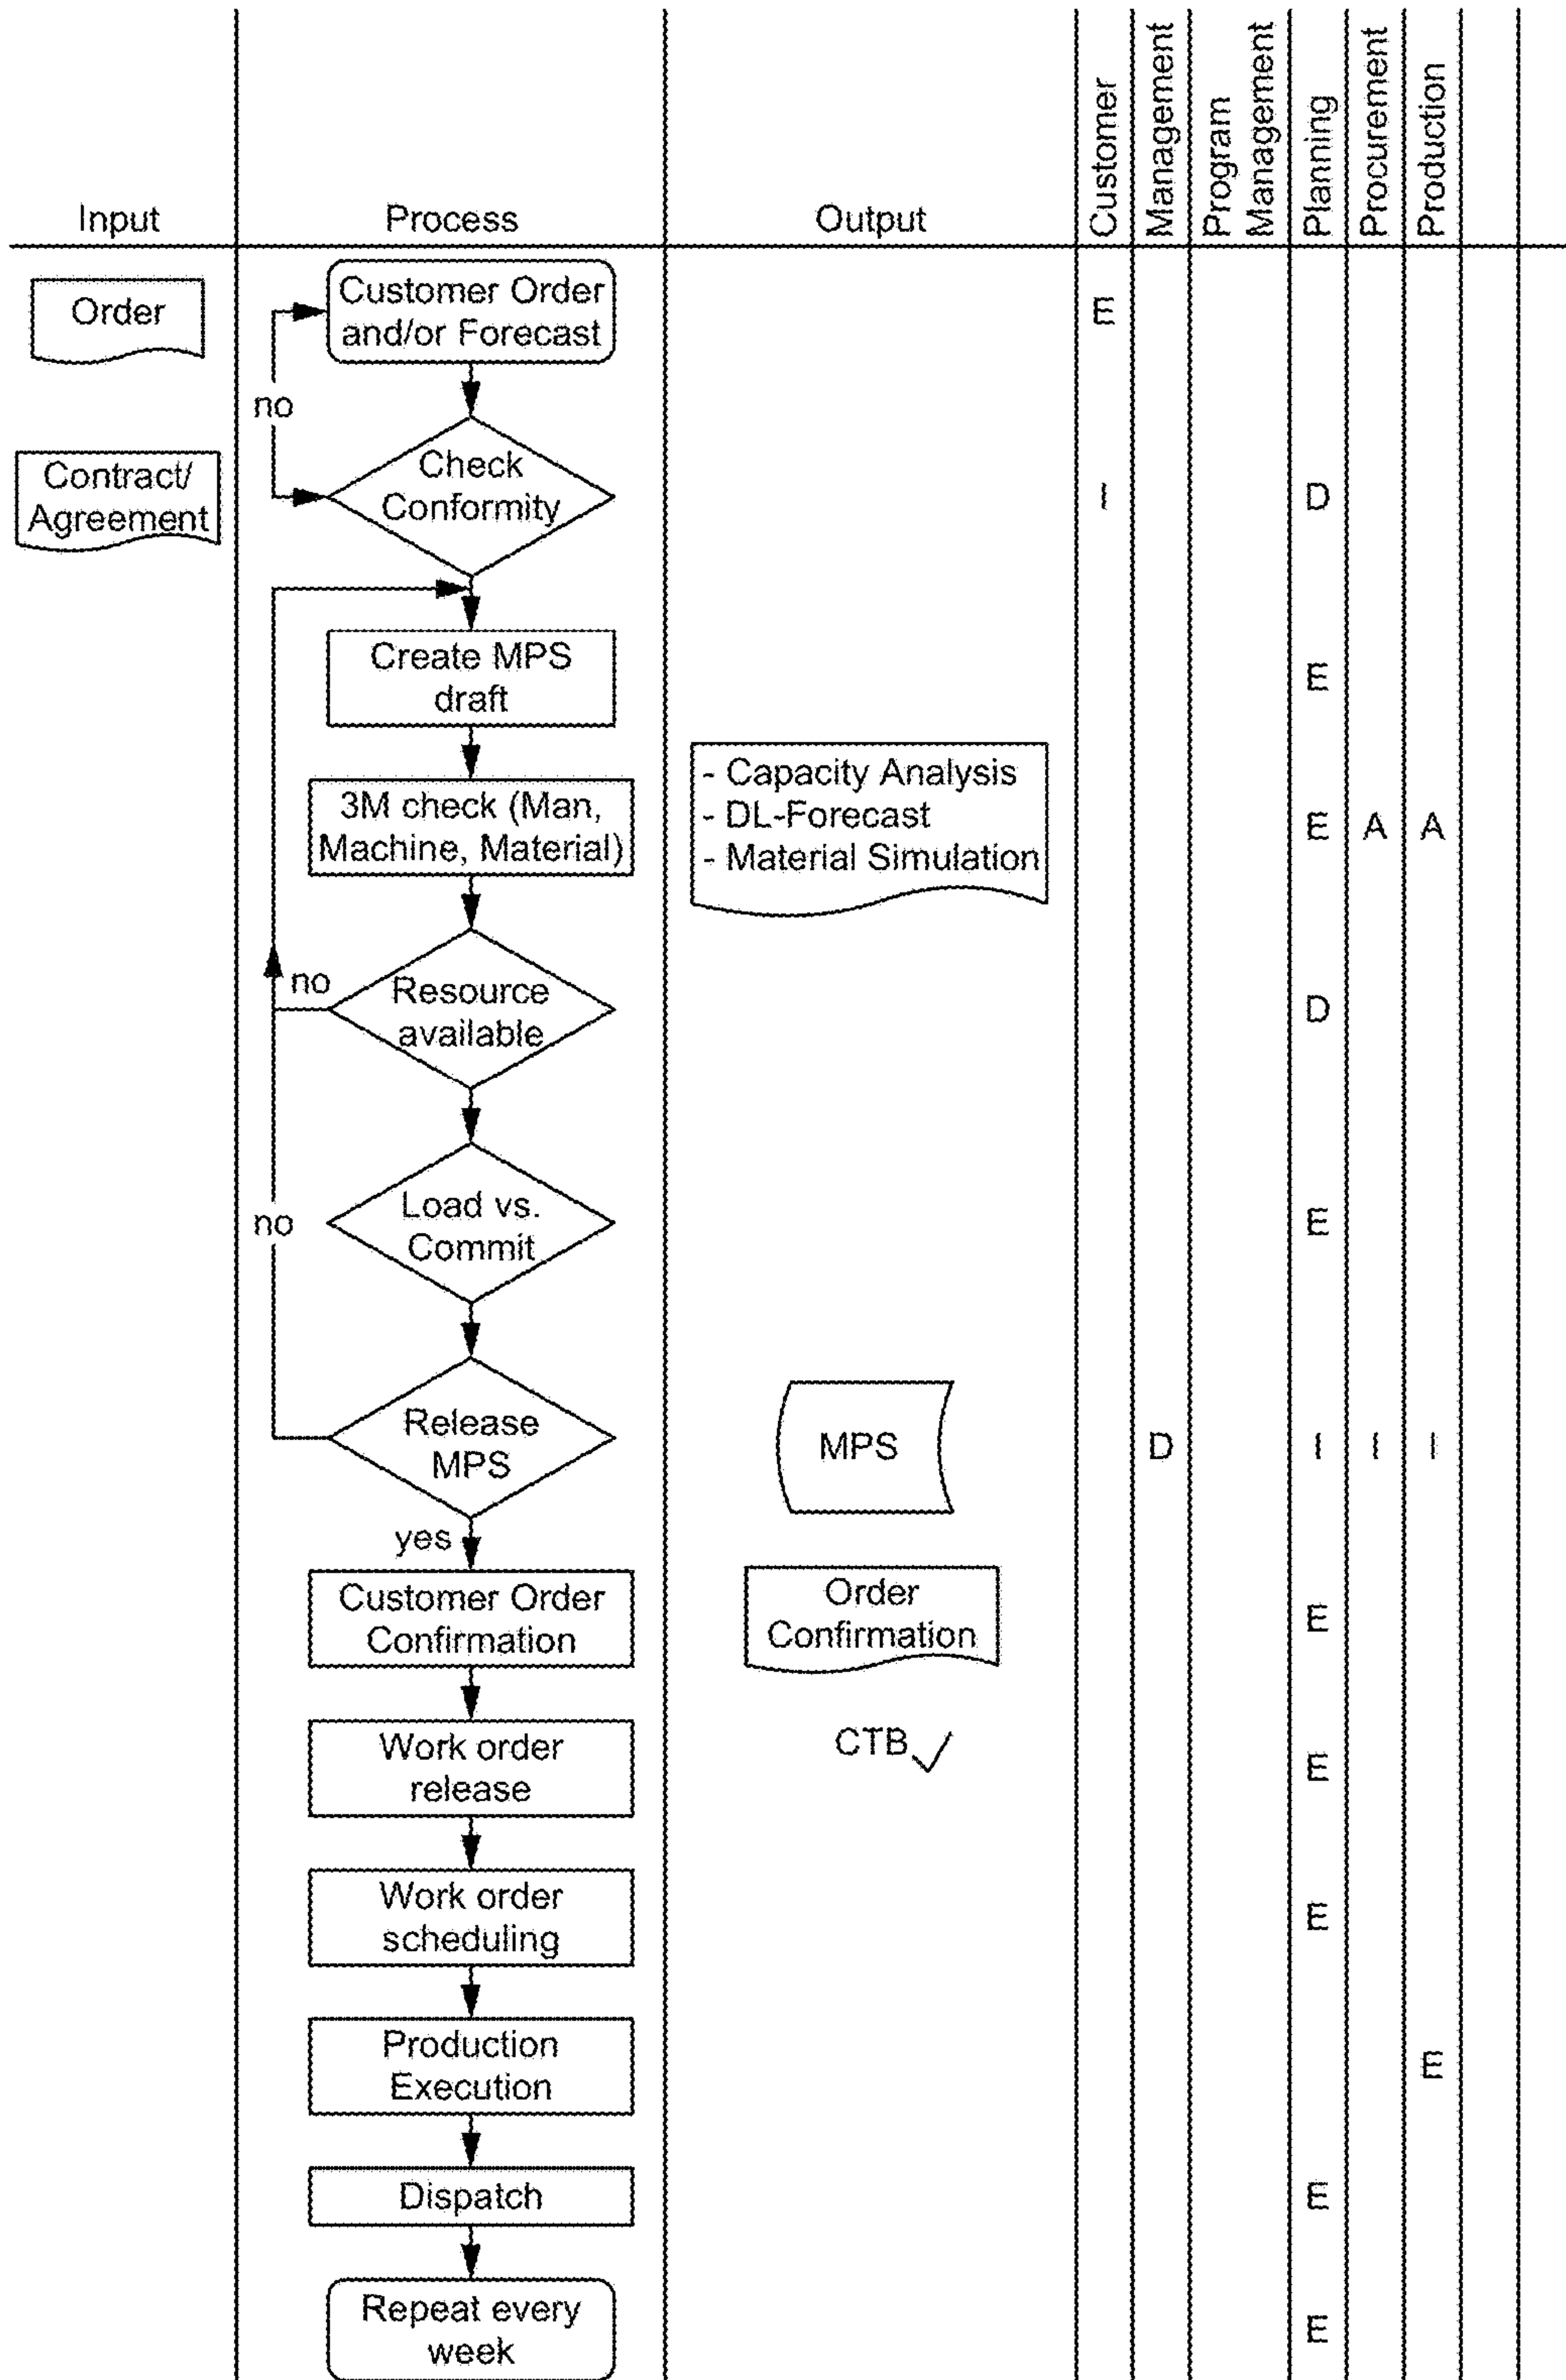 Input
Process
Output
Customer
Management
Program
Management
Planning
Procurement
Production
Order
Customer Order
and/or Forecast
E
no
Contract/
Agreement
Check
Conformity
I
D
Create MPS
draft
E
3M check (Man,
Machine, Material)
- Capacity Analysis
- DL-Forecast
- Material Simulation
E
A
A
no
Resource
available
D
no
Load vs.
Commit
E
Release
MPS
MPS
D
I
I
I
yes
Customer Order
Confirmation
Order
Confirmation
E
Work order
release
CTB
E
Work order
scheduling
E
Production
Execution
E
Dispatch
E
Repeat every
week
E